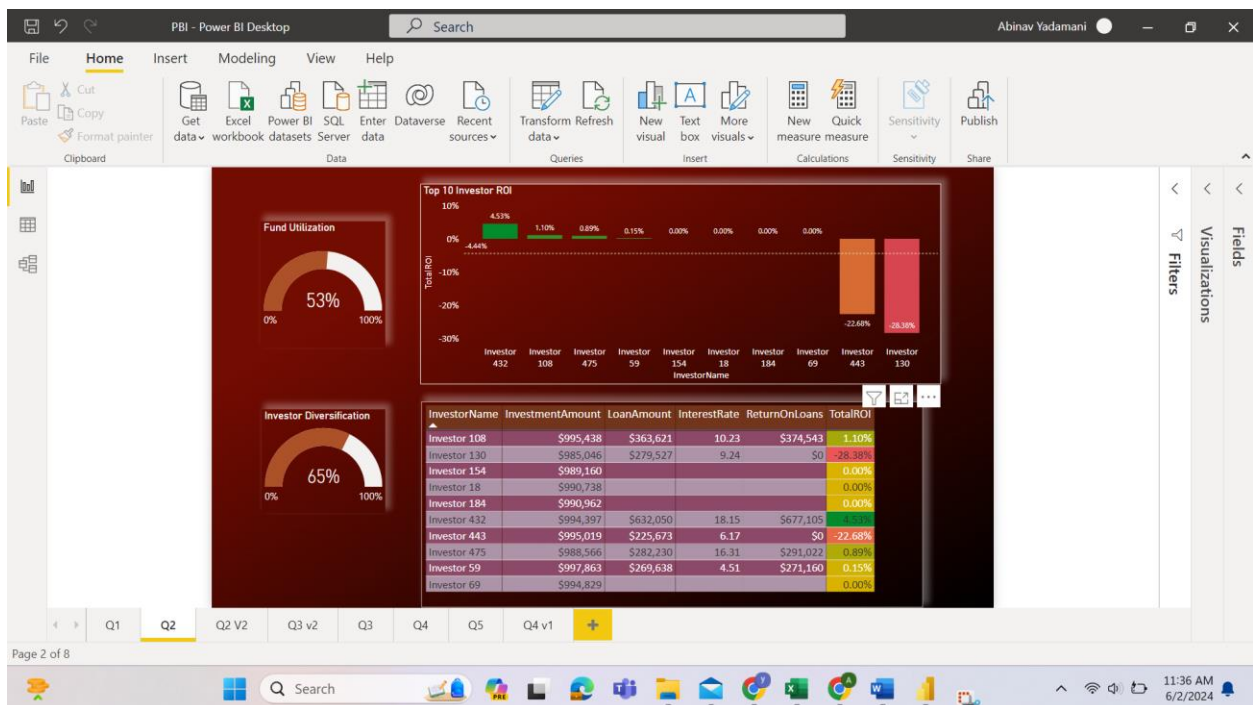 PBI - Power BI Desktop
Search
Abinav Yadamani
File Home Insert Modeling View Help
Paste
Cut
Copy
Format painter
Get data
Excel workbook
Power BI datasets
SQL Server
Enter data
Dataverse
Recent sources
Transform data
Refresh
New visual
Text box
More visuals
New measure
Quick measure
Sensitivity
Publish
Clipboard Data Queries Insert Calculations Sensitivity Share
Fund Utilization
53%
0% 100%
Top 10 Investor ROI
TotalROI
10%
0%
-10%
-20%
-30%
-4.44%
4.53% 1.10% 0.89% 0.15% 0.00% 0.00% 0.00% 0.00% -22.68% -28.38%
Investor Investor Investor Investor Investor Investor Investor Investor Investor Investor
432 108 475 59 154 18 184 69 443 130
InvestorName
Investor Diversification
65%
0% 100%
InvestorName InvestmentAmount LoanAmount InterestRate ReturnOnLoans TotalROI
Investor 108 $995,438 $363,621 10.23 $374,543 1.10%
Investor 130 $985,046 $279,527 9.24 $0 -28.38%
Investor 154 $989,160 0.00%
Investor 18 $990,738 0.00%
Investor 184 $990,962 0.00%
Investor 432 $994,397 $632,050 18.15 $677,105 4.53%
Investor 443 $995,019 $225,673 6.17 $0 -22.68%
Investor 475 $988,566 $282,230 16.31 $291,022 0.89%
Investor 59 $997,863 $269,638 4.51 $271,160 0.15%
Investor 69 $994,829 0.00%
Filters
Visualizations
Fields
Q1 Q2 Q2 V2 Q3 v2 Q3 Q4 Q5 Q4 v1
Page 2 of 8
Search
PRE
11:36 AM
6/2/2024